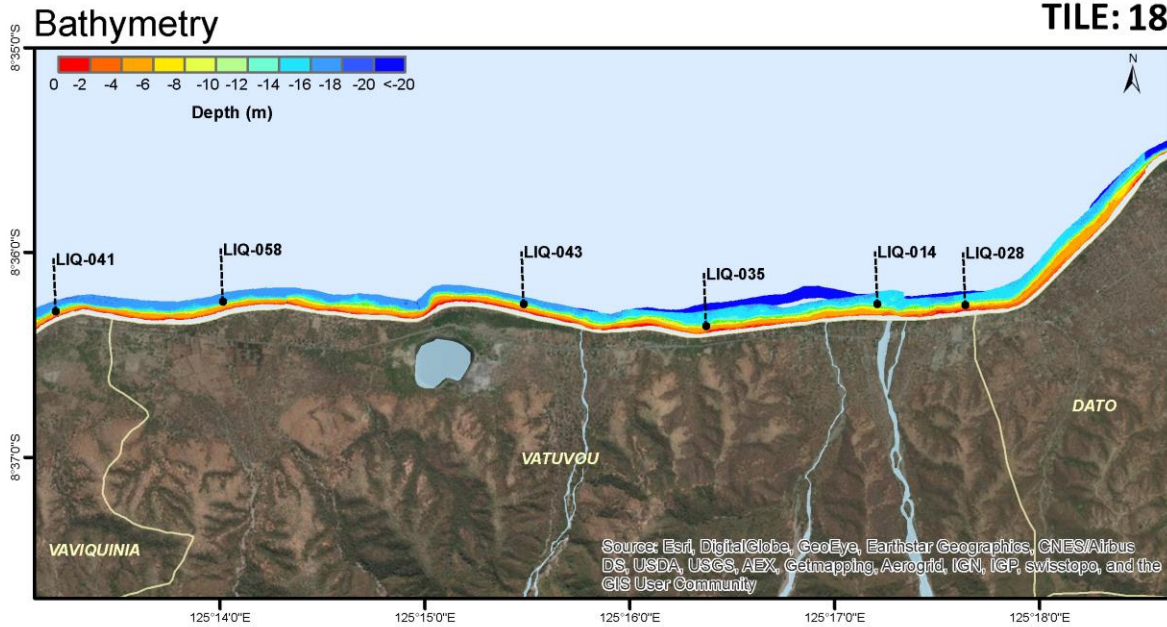 Bathymetry
TILE: 18
8°35'0"S
0 -2 -4 -6 -8 -10 -12 -14 -16 -18 -20 <-20
Depth (m)
N
8°36'0"S
LIQ-041
LIQ-058
LIQ-043
LIQ-035
LIQ-014
LIQ-028
8°37'0"S
DATO
VATUVOU
VAVIQUINIA
Source: Esri, DigitalGlobe, GeoEye, Earthstar Geographics, CNES/Airbus
DS, USDA, USGS, AEX, Getmapping, Aerogrid, IGN, IGP, swisstopo, and the
GIS User Community
125°14'0"E
125°15'0"E
125°16'0"E
125°17'0"E
125°18'0"E